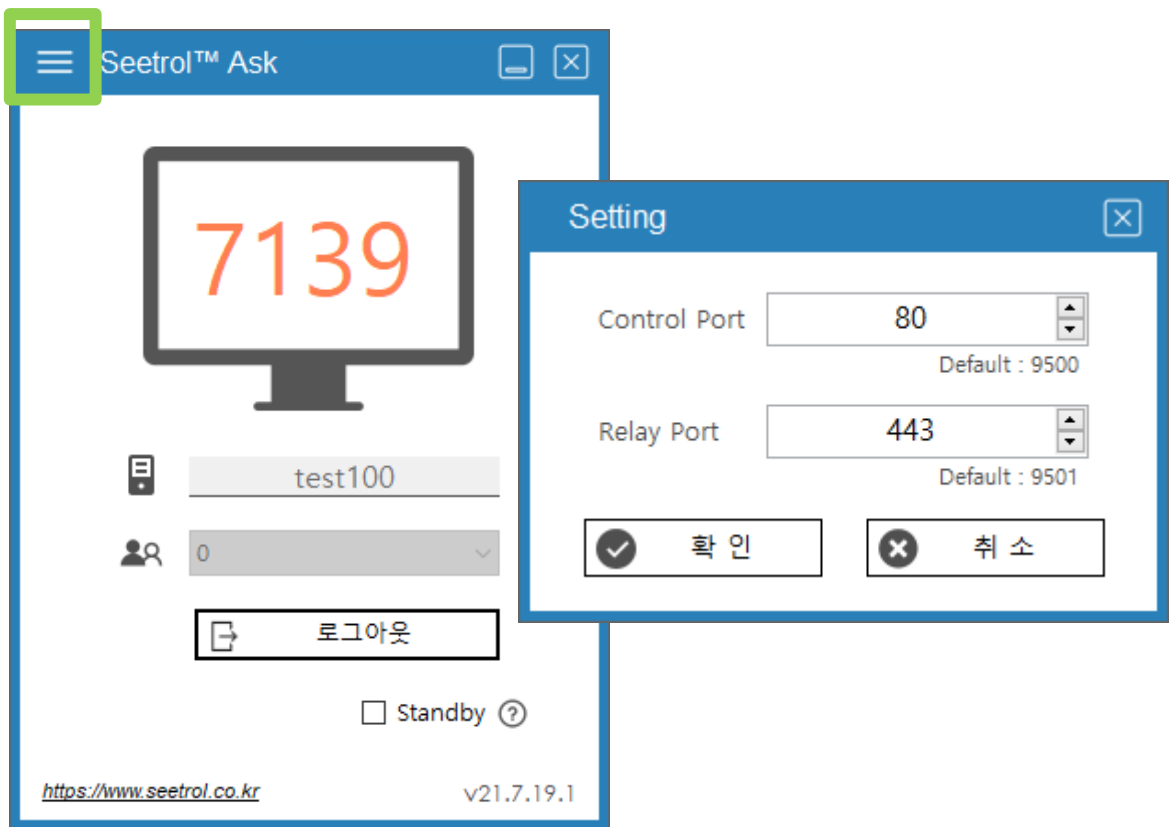 Seetrol™ Ask
7139
test100
0
로그아웃
Standby ?
https://www.seetrol.co.kr
v21.7.19.1
Setting
Control Port 80
Default : 9500
Relay Port 443
Default : 9501
확 인
취 소